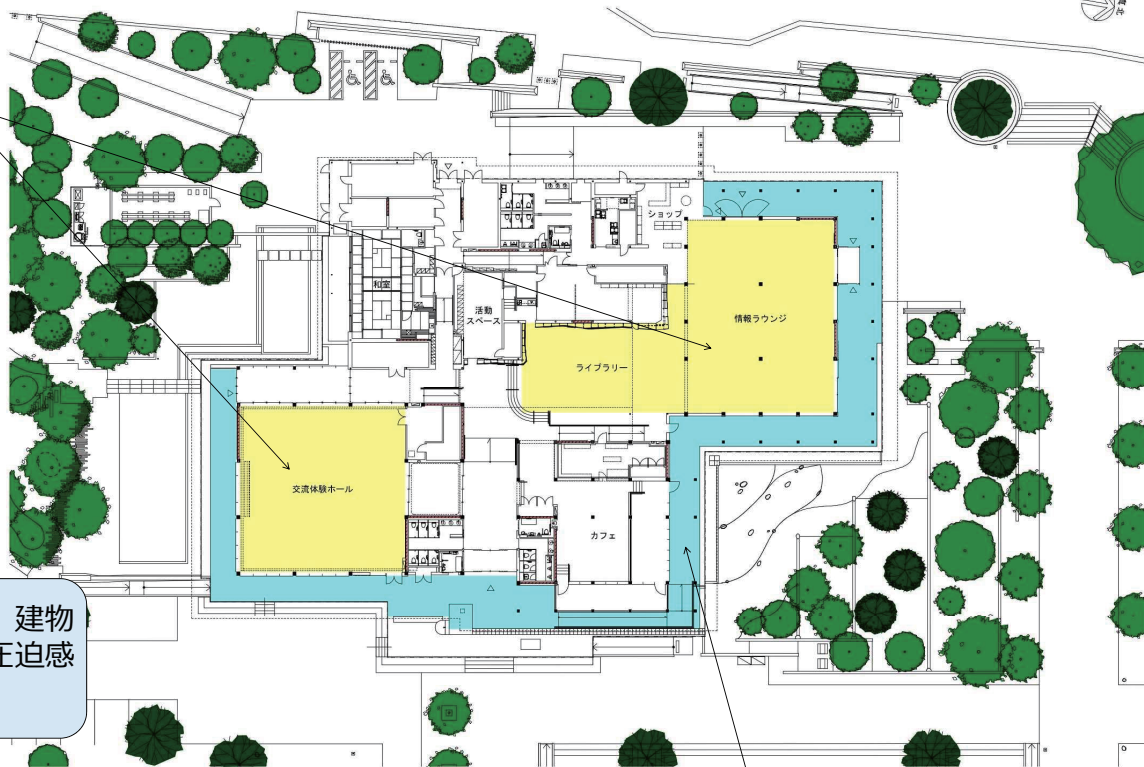 ショップ
和室
活動
スペース
情報ラウンジ
ライブラリー
交流体験ホール
カフェ
建物
圧迫感